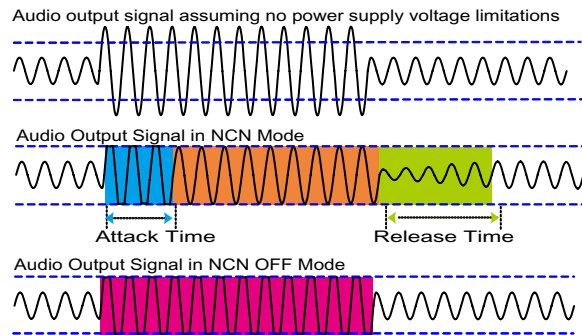 Audio output signal assuming no power supply voltage limitations
Audio Output Signal in NCN Mode
Attack Time
Release Time
Audio Output Signal in NCN OFF Mode